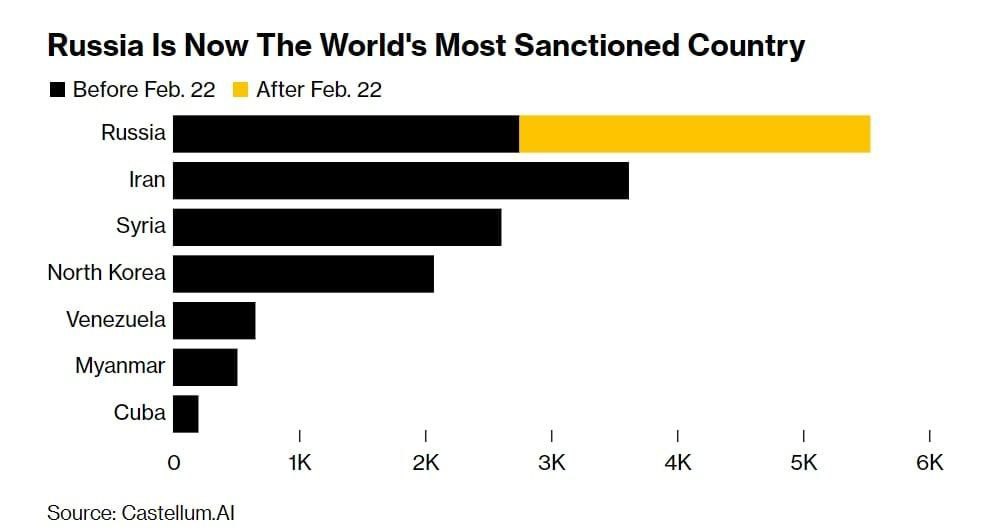 Russia Is Now The World's Most Sanctioned Country
Before Feb. 22 After Feb. 22
Russia
Iran
Syria
North Korea
Venezuela
Myanmar
Cuba
0 1K 2K 3K 4K 5K 6K
Source: Castellum.AI